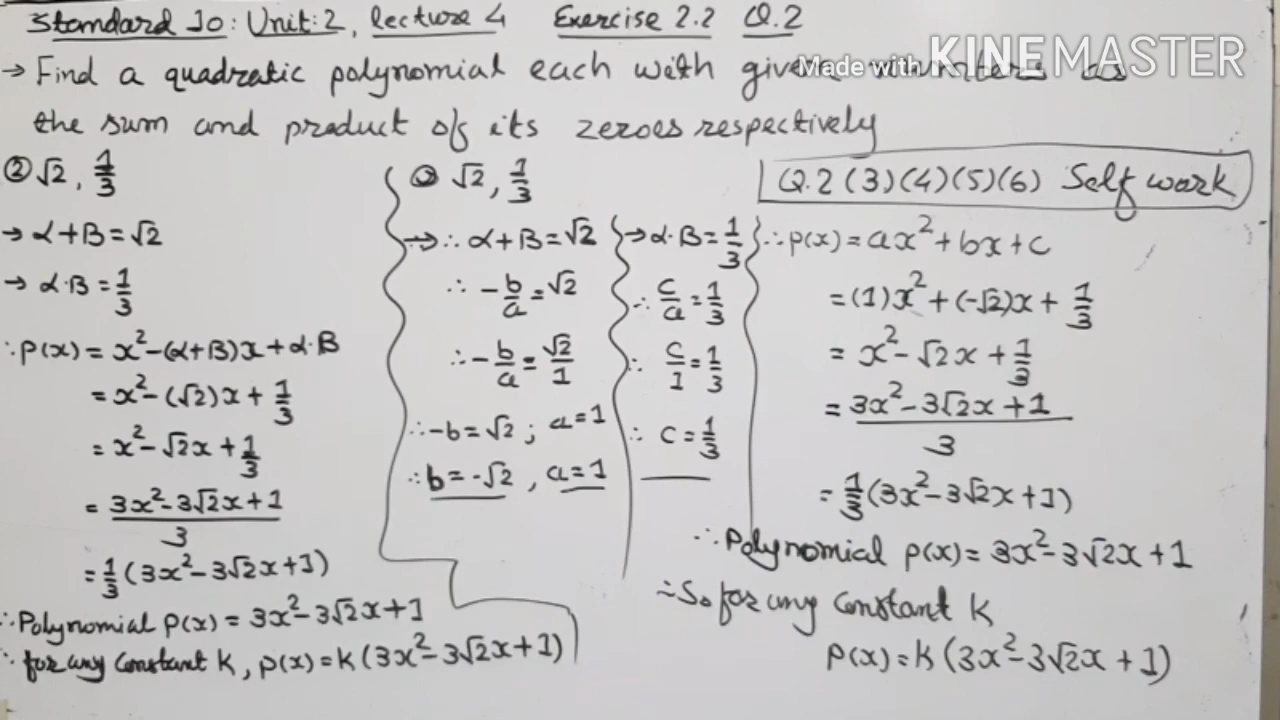 Standard 10: Unit:2, lecture 4 Exercise 2.2 Q.2
Made with KINEMASTER
→ Find a quadratic polynomial each with given as
the sum and product of its zeroes respectively
② √2, 1/3
→ α+β=√2
→ α·β=1/3
∴p(x) = x²-(α+β)x+α·β
= x²-(√2)x+1/3
= x²-√2x+1/3
= (3x²-3√2x+1)/3
= 1/3(3x²-3√2x+1)
∴Polynomial p(x) = 3x²-3√2x+1
∴ for any constant k, p(x)=k(3x²-3√2x+1)
② √2, 1/3
→∴ α+β=√2
∴ -b/a=√2
∴ -b/a=√2/1
∴-b=√2; a=1
∴b=-√2, a=1
→α·β=1/3
∴ c/a=1/3
∴ c/1=1/3
∴ c=1/3
Q.2 (3)(4)(5)(6) Self work
∴p(x)=ax²+bx+c
=(1)x²+(-√2)x+1/3
= x²-√2x+1/3
= (3x²-3√2x+1)/3
= 1/3(3x²-3√2x+1)
∴Polynomial p(x)=3x²-3√2x+1
∴So for any constant k
p(x)=k(3x²-3√2x+1)